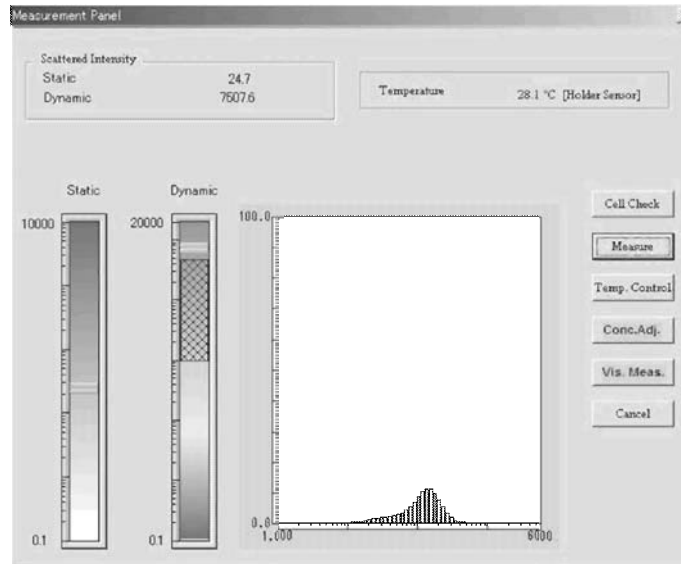 Measurement Panel
Scattered Intensity
Static 24.7
Dynamic 7507.6
Temperature 28.1 °C [Holder Sensor]
Static Dynamic
10000 20000
0.1 0.1
100.0
0.0
1.000 6000
Cell Check
Measure
Temp. Control
Conc.Adj.
Vis. Meas.
Cancel